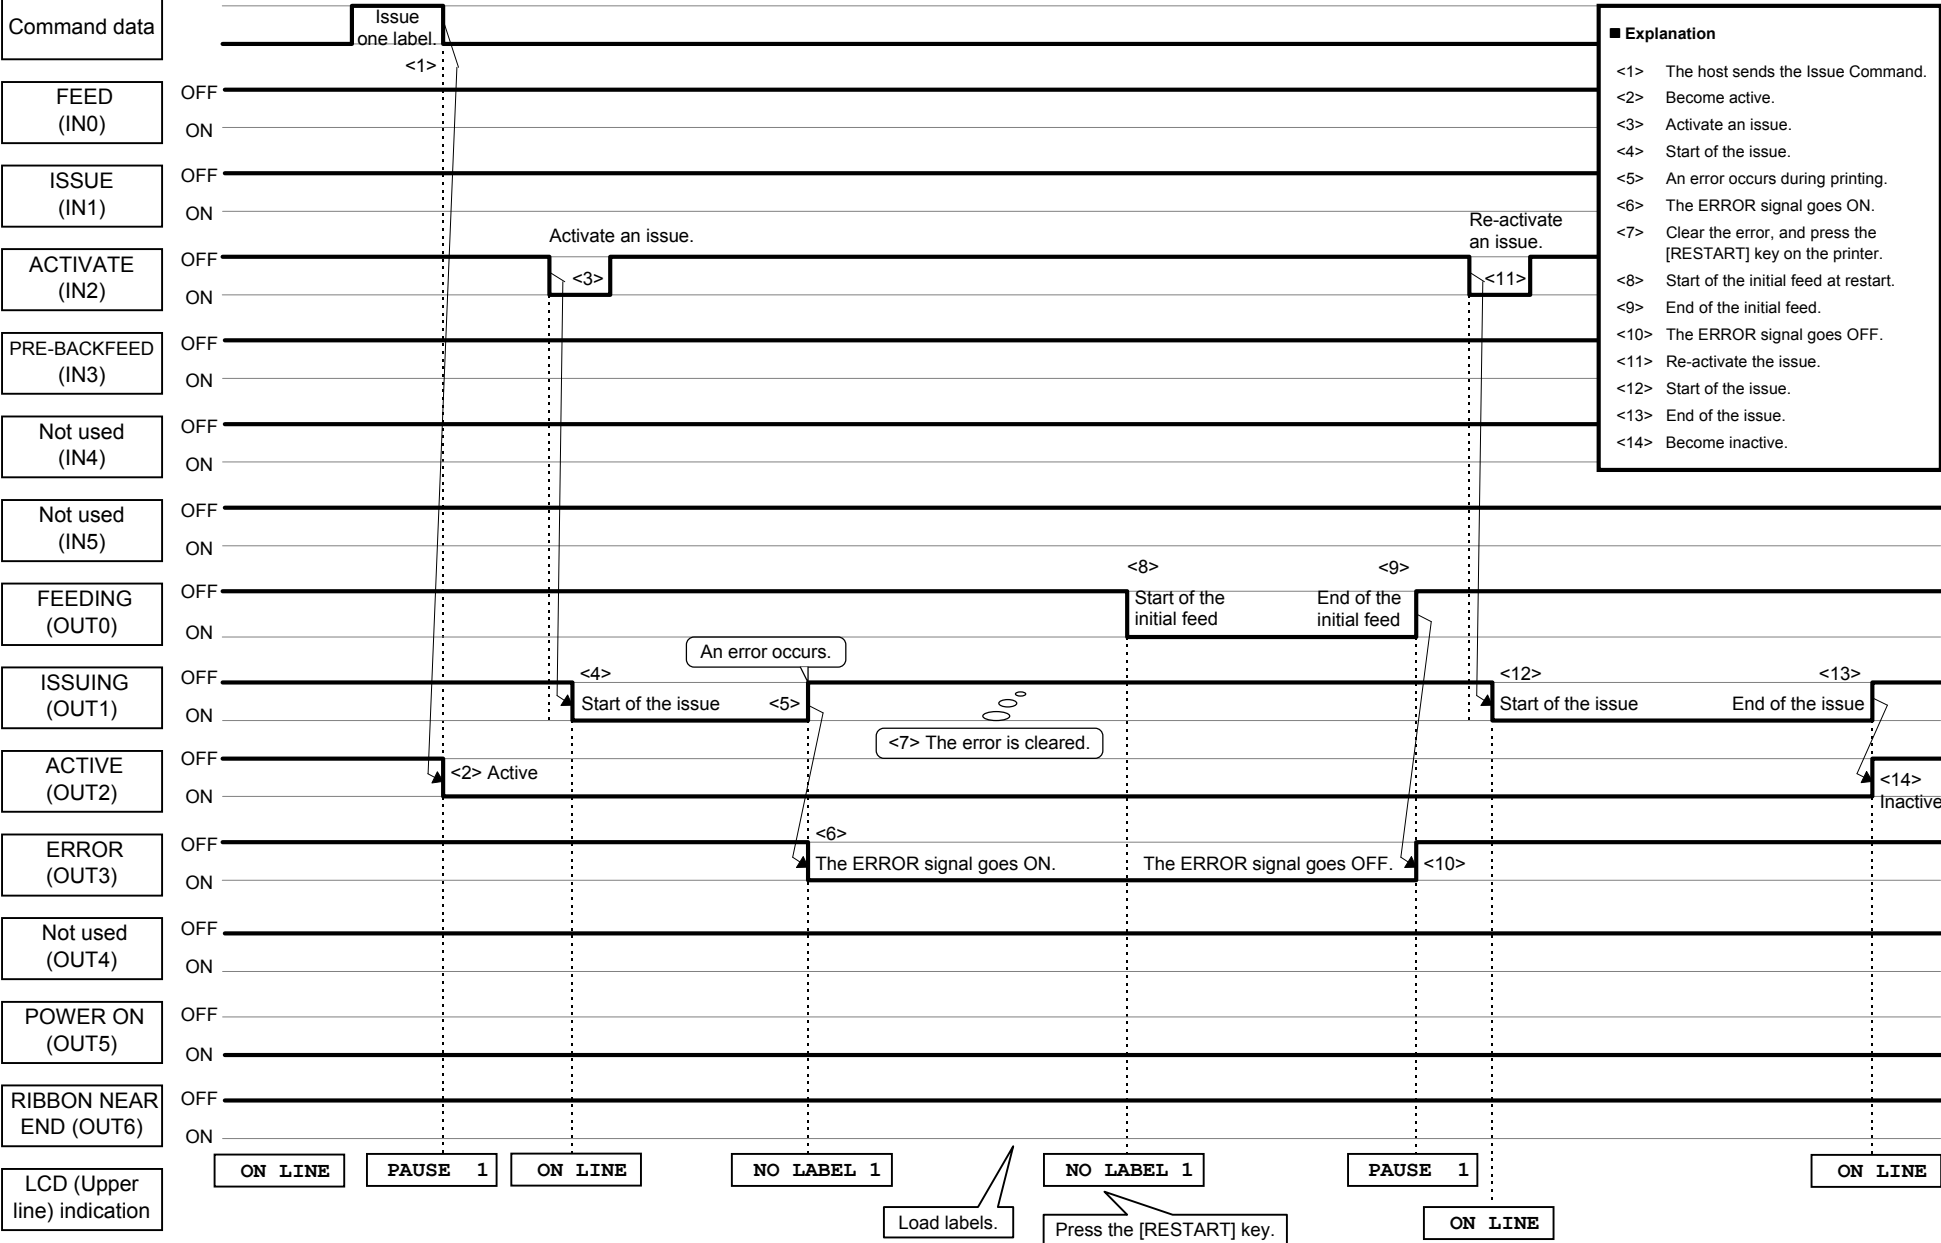 Command data
Issue
one label.
<1>
FEED
(IN0)
OFF
ON
ISSUE
(IN1)
OFF
ON
ACTIVATE
(IN2)
OFF
ON
Activate an issue.
<3>
Re-activate
an issue.
<11>
PRE-BACKFEED
(IN3)
OFF
ON
Not used
(IN4)
OFF
ON
Not used
(IN5)
OFF
ON
FEEDING
(OUT0)
OFF
ON
<8>
Start of the
initial feed
<9>
End of the
initial feed
ISSUING
(OUT1)
OFF
ON
<4>
Start of the issue
<5>
An error occurs.
<7> The error is cleared.
<12>
Start of the issue
<13>
End of the issue
ACTIVE
(OUT2)
OFF
ON
<2> Active
<14>
Inactive
ERROR
(OUT3)
OFF
ON
<6>
The ERROR signal goes ON.
The ERROR signal goes OFF.
<10>
Not used
(OUT4)
OFF
ON
POWER ON
(OUT5)
OFF
ON
RIBBON NEAR
END (OUT6)
OFF
ON
LCD (Upper
line) indication
ON LINE
PAUSE 1
ON LINE
NO LABEL 1
Load labels.
NO LABEL 1
Press the [RESTART] key.
PAUSE 1
ON LINE
ON LINE
■ Explanation
<1> The host sends the Issue Command.
<2> Become active.
<3> Activate an issue.
<4> Start of the issue.
<5> An error occurs during printing.
<6> The ERROR signal goes ON.
<7> Clear the error, and press the
[RESTART] key on the printer.
<8> Start of the initial feed at restart.
<9> End of the initial feed.
<10> The ERROR signal goes OFF.
<11> Re-activate the issue.
<12> Start of the issue.
<13> End of the issue.
<14> Become inactive.